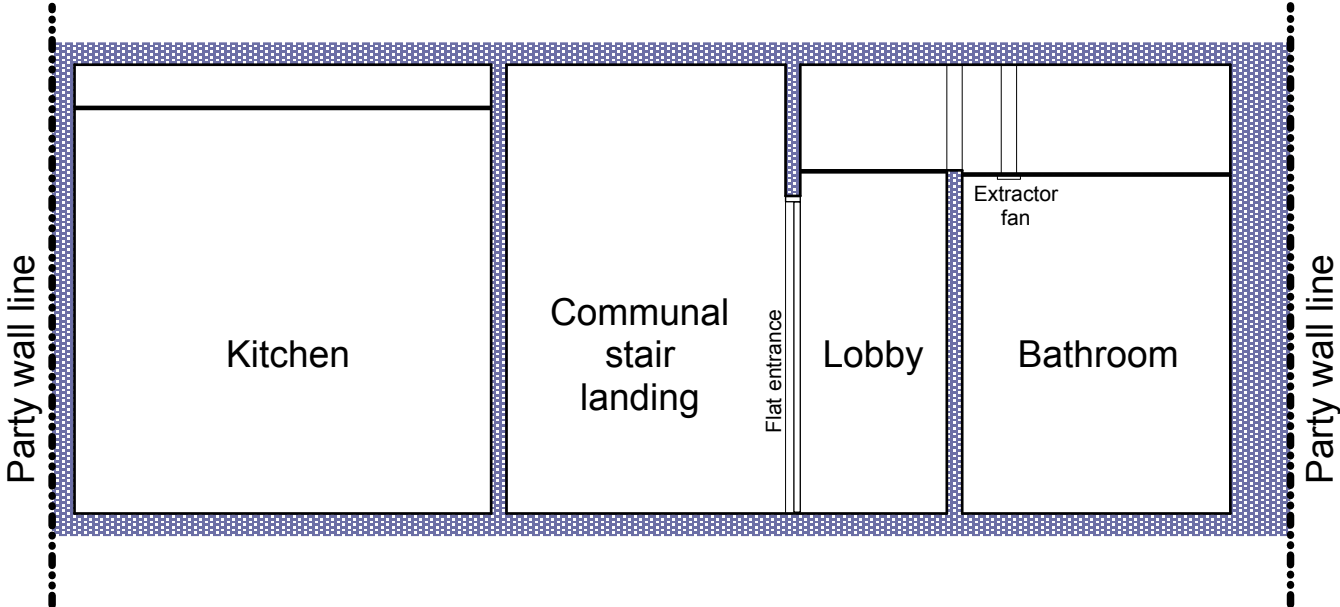 Party wall line
Kitchen
Communal
stair
landing
Flat entrance
Lobby
Extractor
fan
Bathroom
Party wall line